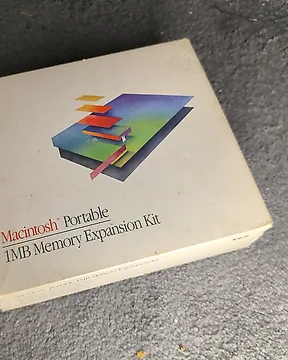 Macintosh™ Portable
1MB Memory Expansion Kit